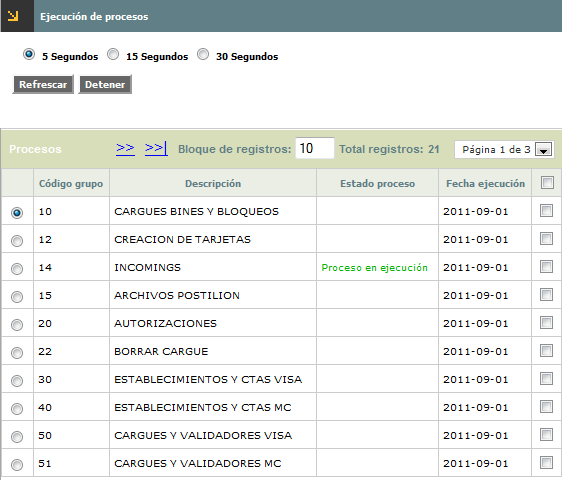 Ejecución de procesos
5 Segundos 15 Segundos 30 Segundos
Refrescar Detener
Procesos >> >>| Bloque de registros: 10 Total registros: 21 Página 1 de 3
Código grupo Descripción Estado proceso Fecha ejecución
10 CARGUES BINES Y BLOQUEOS 2011-09-01
12 CREACION DE TARJETAS 2011-09-01
14 INCOMINGS Proceso en ejecución 2011-09-01
15 ARCHIVOS POSTILION 2011-09-01
20 AUTORIZACIONES 2011-09-01
22 BORRAR CARGUE 2011-09-01
30 ESTABLECIMIENTOS Y CTAS VISA 2011-09-01
40 ESTABLECIMIENTOS Y CTAS MC 2011-09-01
50 CARGUES Y VALIDADORES VISA 2011-09-01
51 CARGUES Y VALIDADORES MC 2011-09-01